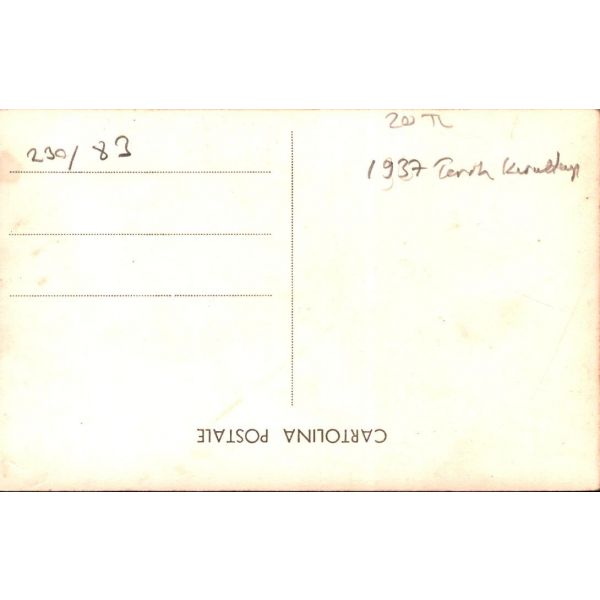 200 TL
230/83
1937 Tarih Kurultayı
CARTOLINA POSTALE